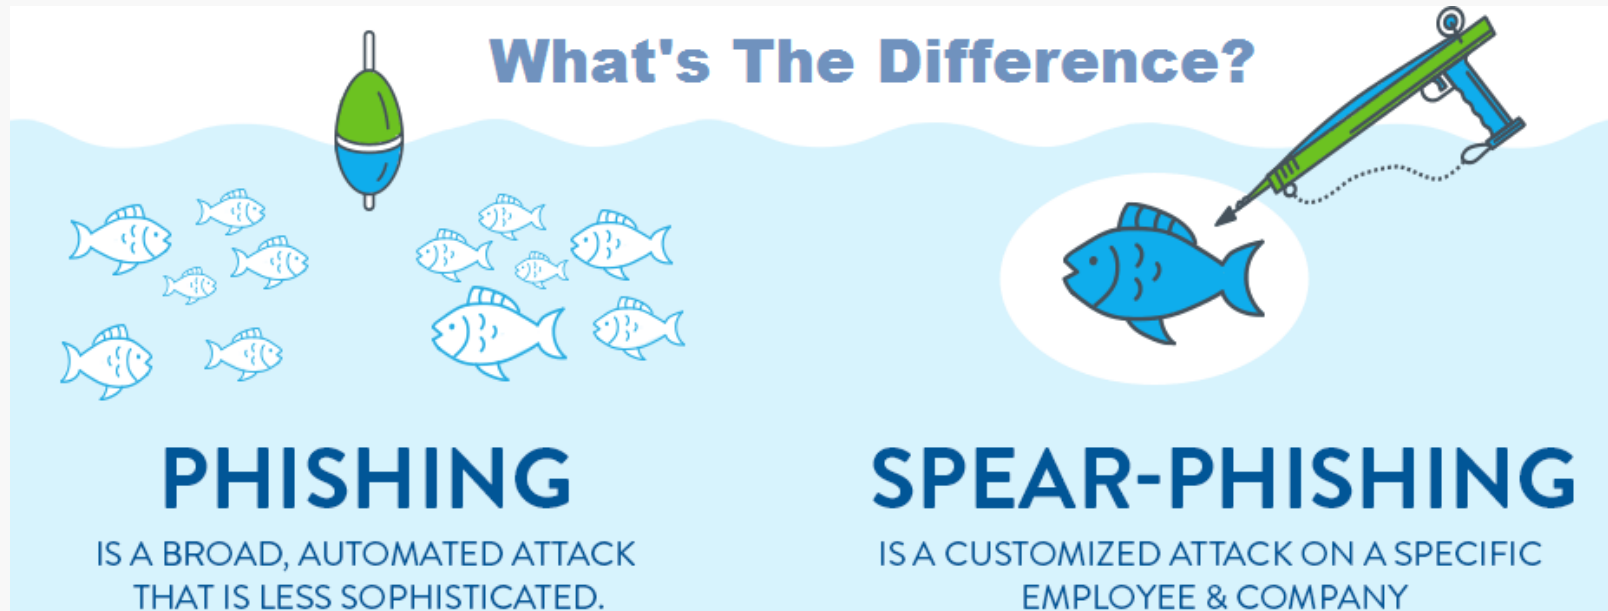 What's The Difference?
PHISHING
IS A BROAD, AUTOMATED ATTACK
THAT IS LESS SOPHISTICATED.
SPEAR-PHISHING
IS A CUSTOMIZED ATTACK ON A SPECIFIC
EMPLOYEE & COMPANY